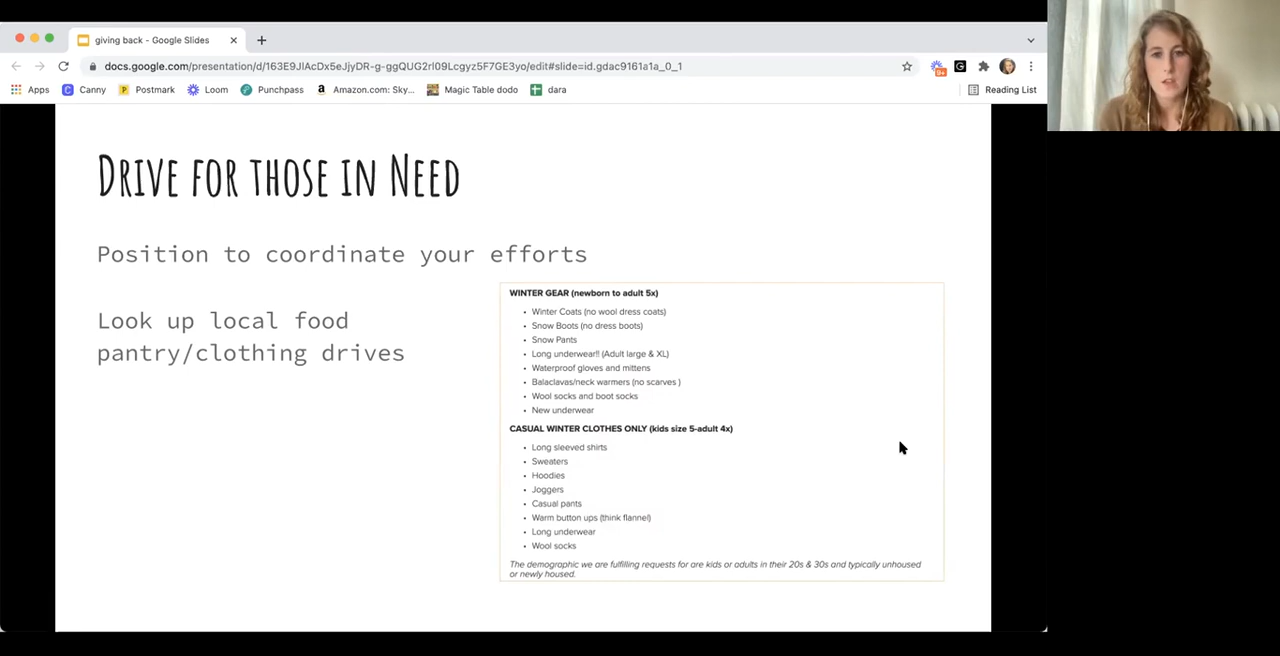 giving back - Google Slides
docs.google.com/presentation/d/163E9JlAcDx5eJjyDR-g-ggQUG2rl09Lcgyz5F7GE3yo/edit#slide=id.gdac9161a1a_0_1
9+
G
Apps
Canny
Postmark
Loom
Punchpass
Amazon.com: Sky...
Magic Table dodo
dara
Reading List
DRIVE FOR THOSE IN NEED
Position to coordinate your efforts
Look up local food
pantry/clothing drives
WINTER GEAR (newborn to adult 5x)
• Winter Coats (no wool dress coats)
• Snow Boots (no dress boots)
• Snow Pants
• Long underwear!! (Adult large & XL)
• Waterproof gloves and mittens
• Balaclavas/neck warmers (no scarves )
• Wool socks and boot socks
• New underwear
CASUAL WINTER CLOTHES ONLY (kids size 5-adult 4x)
• Long sleeved shirts
• Sweaters
• Hoodies
• Joggers
• Casual pants
• Warm button ups (think flannel)
• Long underwear
• Wool socks
The demographic we are fulfilling requests for are kids or adults in their 20s & 30s and typically unhoused
or newly housed.